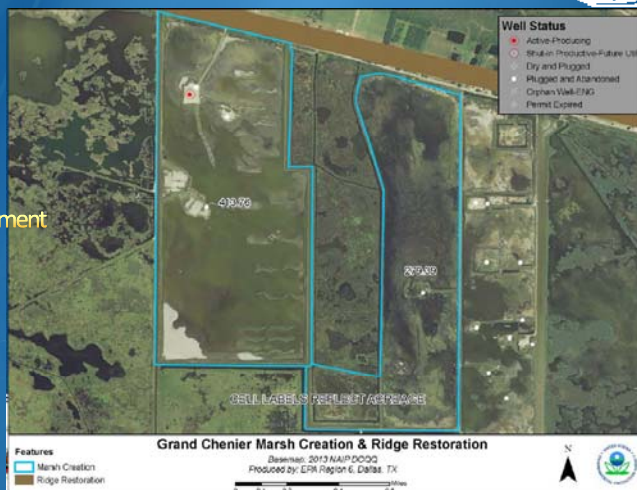 Well Status
Active-Producing
Shut-in Productive-Future Util
Dry and Plugged
Plugged and Abandoned
Orphan Well-ENG
Permit Expired
ment
413.76
CELL LABELS REFLECT ACREAGE
Grand Chenier Marsh Creation & Ridge Restoration
Basemap: 2013 NAIP DOQQ
Produced by: EPA Region 6, Dallas, TX
Features
Marsh Creation
Ridge Restoration
Miles
N